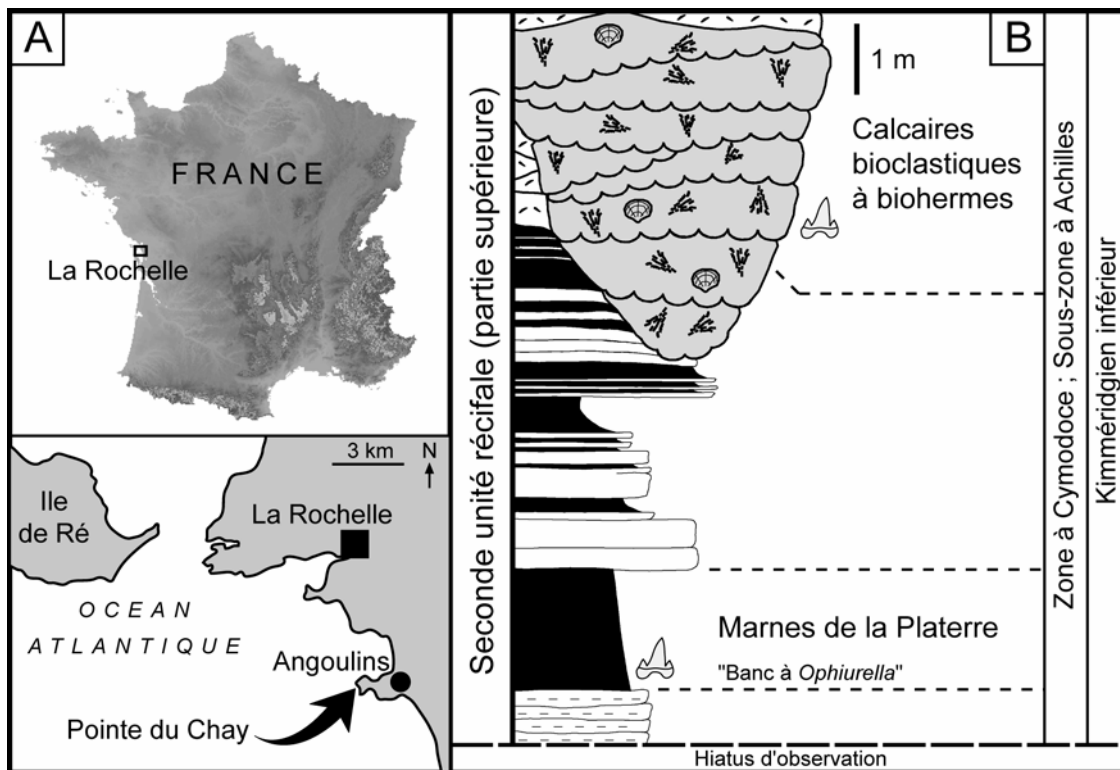 A
FRANCE
La Rochelle
3 km
N
Ile
de Ré
La Rochelle
OCEAN
ATLANTIQUE
Angoulins
Pointe du Chay
B
Seconde unité récifale (partie supérieure)
1 m
Calcaires
bioclastiques
à biohermes
Marnes de la Platerre
"Banc à Ophiurella"
Zone à Cymodoce ; Sous-zone à Achilles
Kimméridgien inférieur
Hiatus d'observation